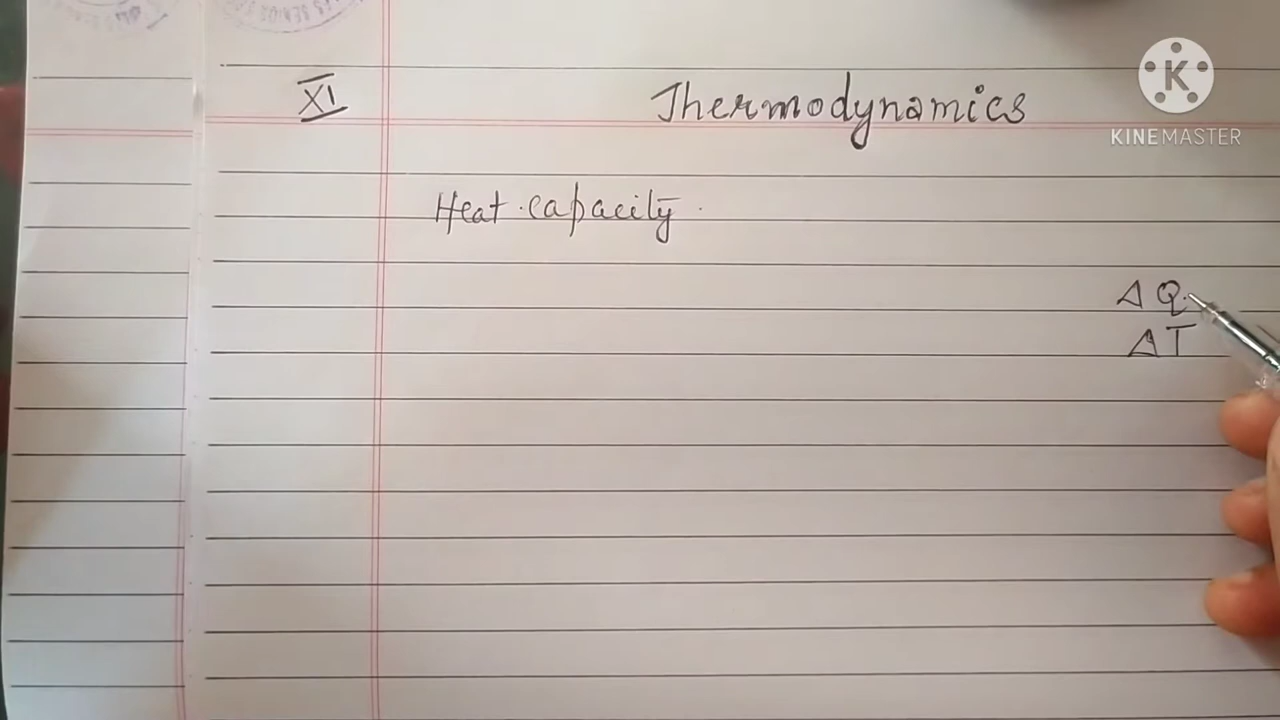 XI Thermodynamics
K
KINEMASTER
Heat capacity.
ΔQ
ΔT